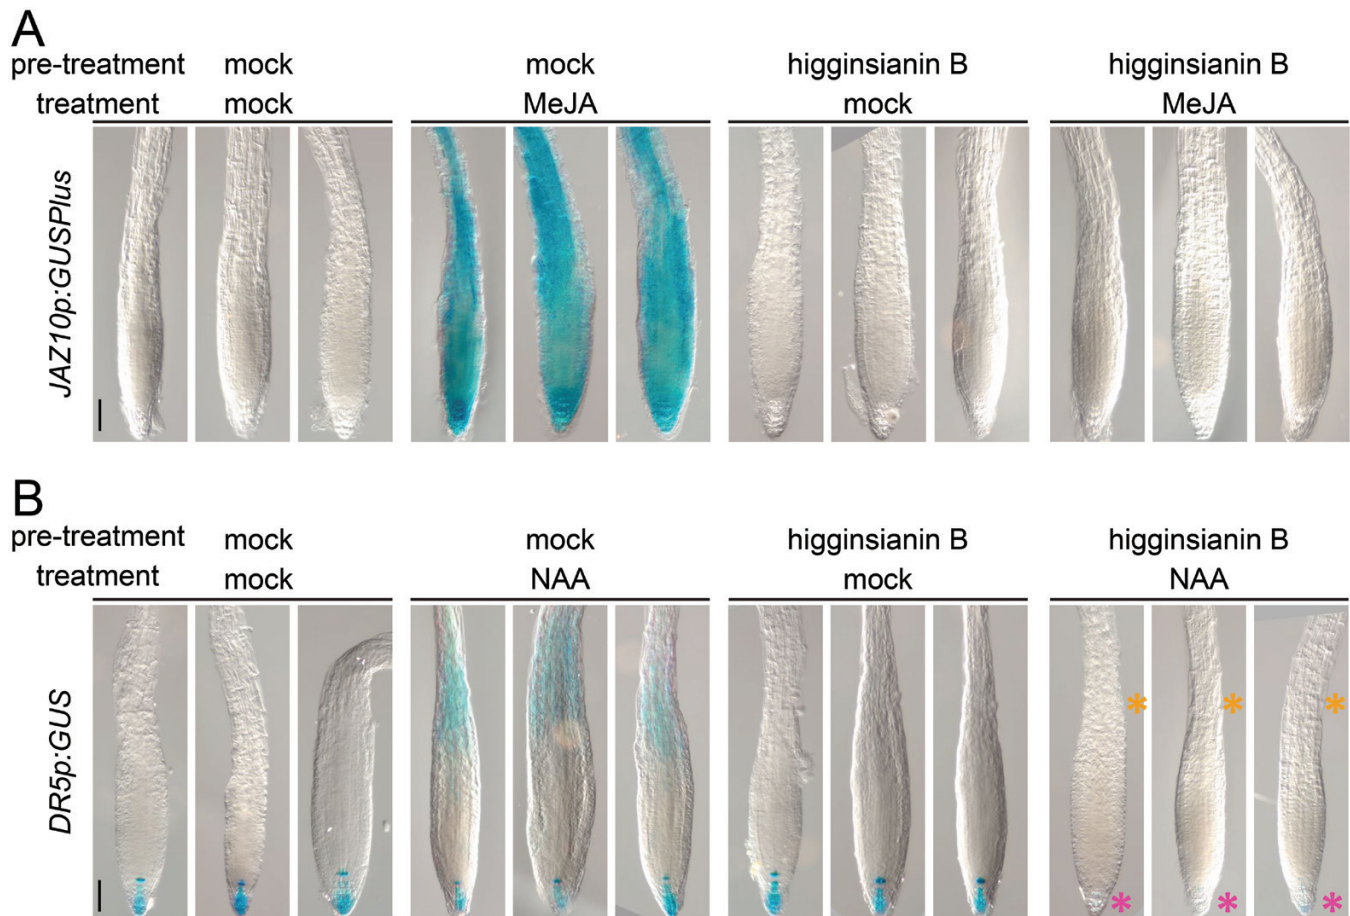 A
pre-treatment mock mock higginsianin B higginsianin B
treatment mock MeJA mock MeJA
JAZ10p:GUSPlus
B
pre-treatment mock mock higginsianin B higginsianin B
treatment mock NAA mock NAA
DR5p:GUS
* * *
* * *